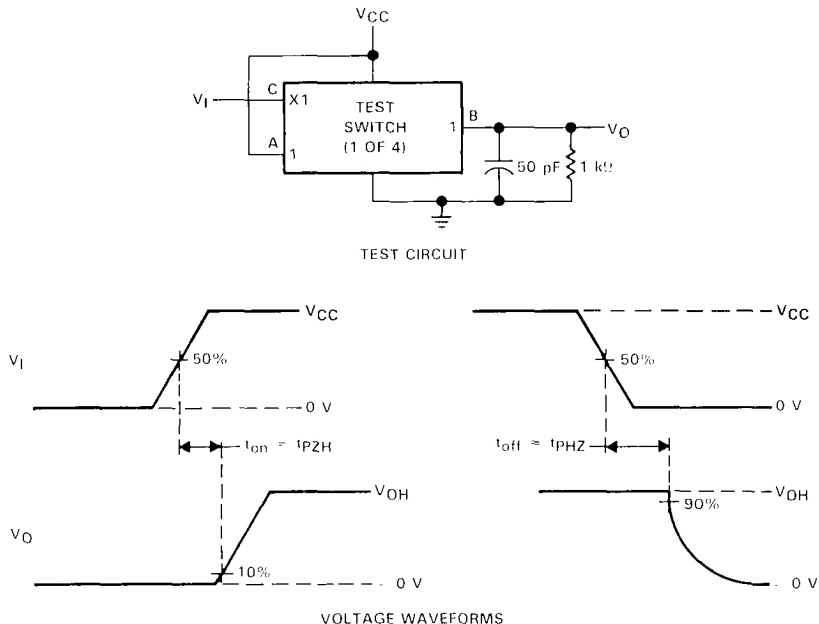 VCC
VI
C
X1
A
1
TEST
SWITCH
(1 OF 4)
1
B
VO
50 pF
1 kΩ
TEST CIRCUIT
VI
VCC
50%
0 V
VCC
50%
0 V
ton = tPZH
toff = tPHZ
VO
VOH
10%
0 V
VOH
90%
0 V
VOLTAGE WAVEFORMS